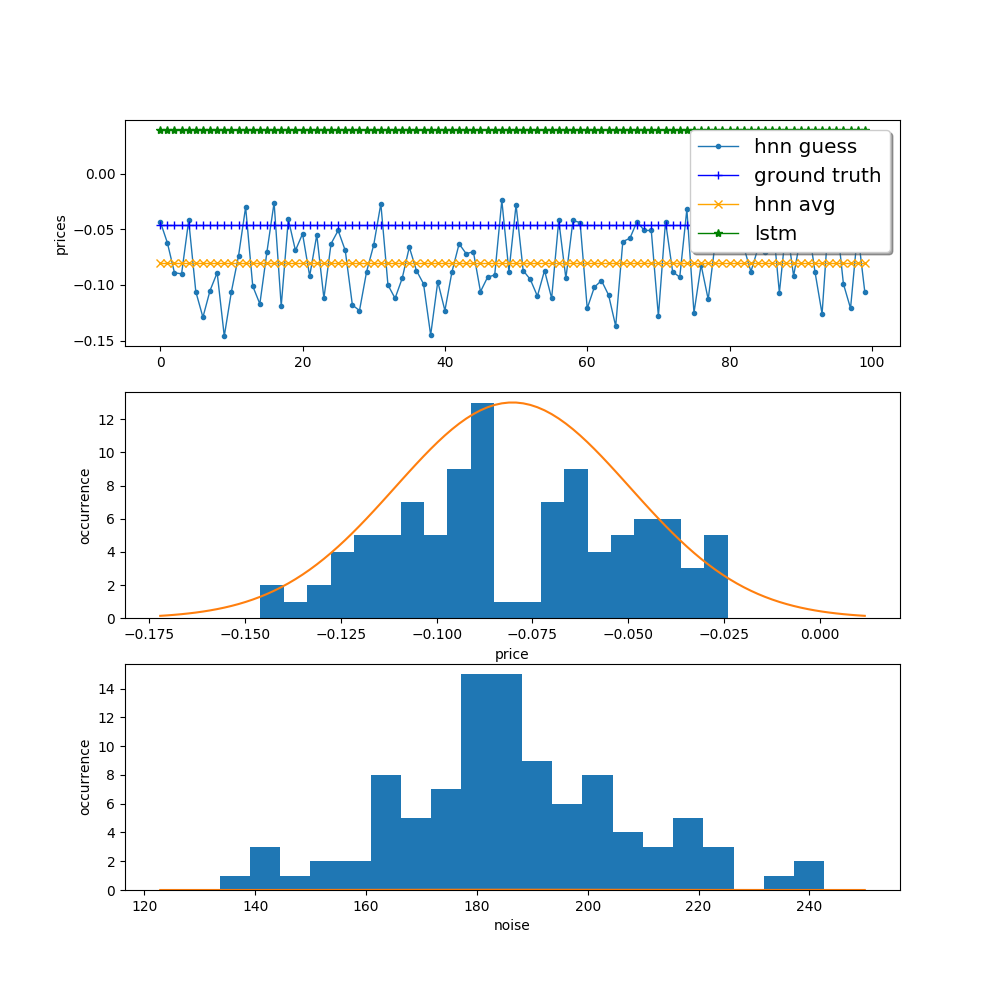 prices
0.00
−0.05
−0.10
−0.15
hnn guess
ground truth
hnn avg
lstm
0 20 40 60 80 100
occurrence
12
10
8
6
4
2
0
−0.175 −0.150 −0.125 −0.100 −0.075 −0.050 −0.025 0.000
price
occurrence
14
12
10
8
6
4
2
0
120 140 160 180 200 220 240
noise